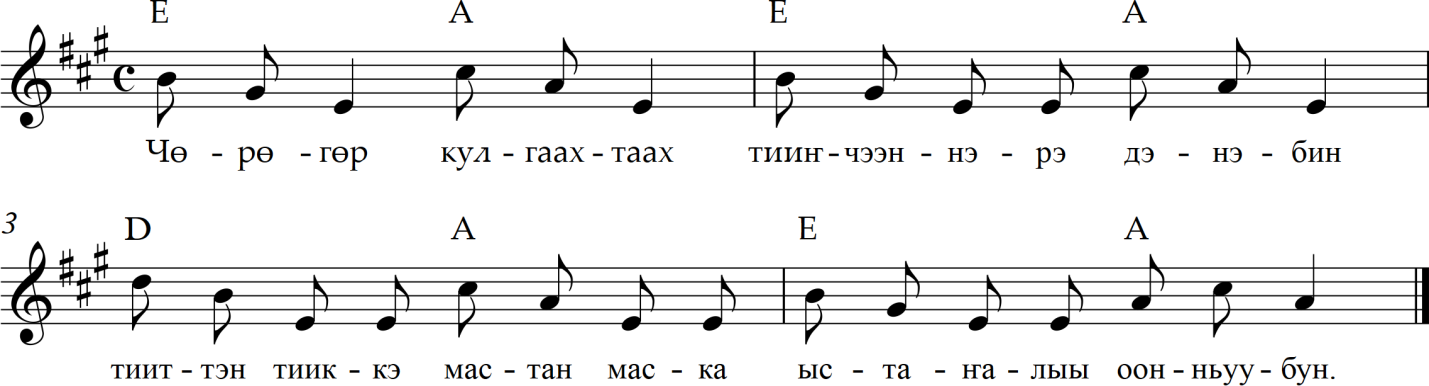 E A E A
Чө - рө - гөр кул - гаах - таах тииҥ - чээн - нэ - рэ дэ - нэ - бин
3
D A E A
тиит - тэн тиик - кэ мас - тан мас - ка ыс - та - ҥа - лыы оон - ньуу - бун.